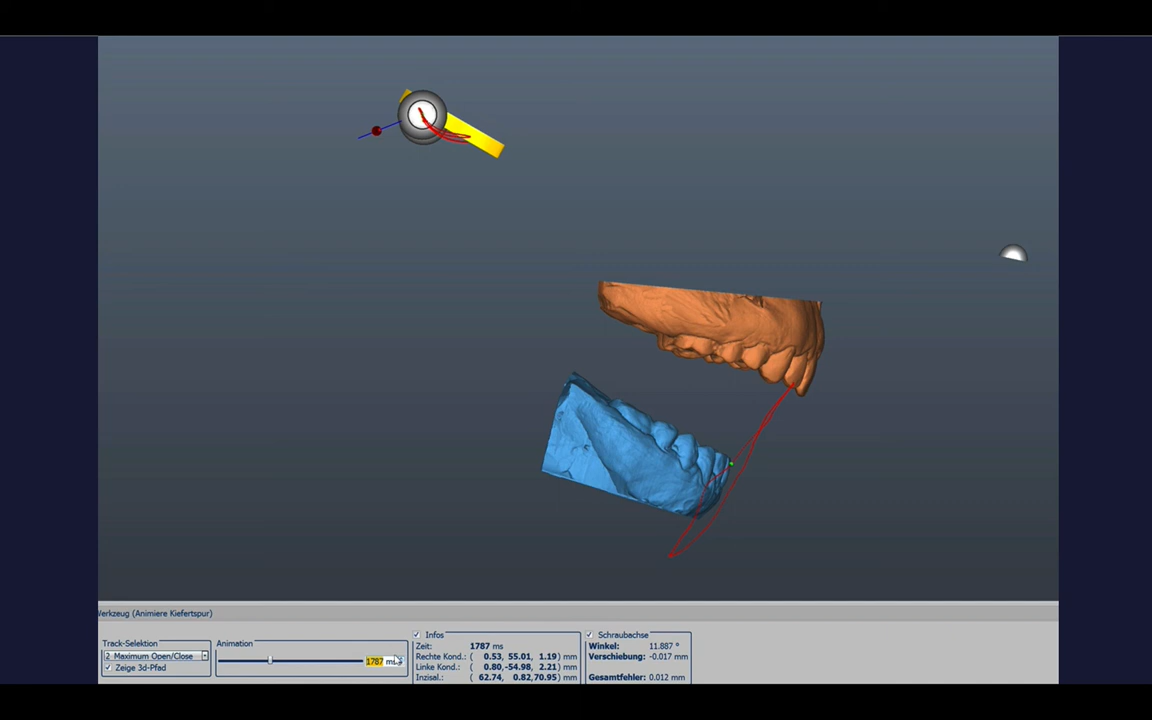 Werkzeug (Animiere Kiefertspur)
Track-Selektion
2 Maximum Open/Close
Zeige 3d-Pfad
Animation
1787 ms
Infos
Zeit: 1787 ms
Rechte Kond.: ( 0.53, 55.01, 1.19) mm
Linke Kond.: ( 0.80,-54.98, 2.21) mm
Inzisal.: ( 62.74, 0.82,70.95) mm
Schraubachse
Winkel: 11.887 °
Verschiebung: -0.017 mm
Gesamtfehler: 0.012 mm